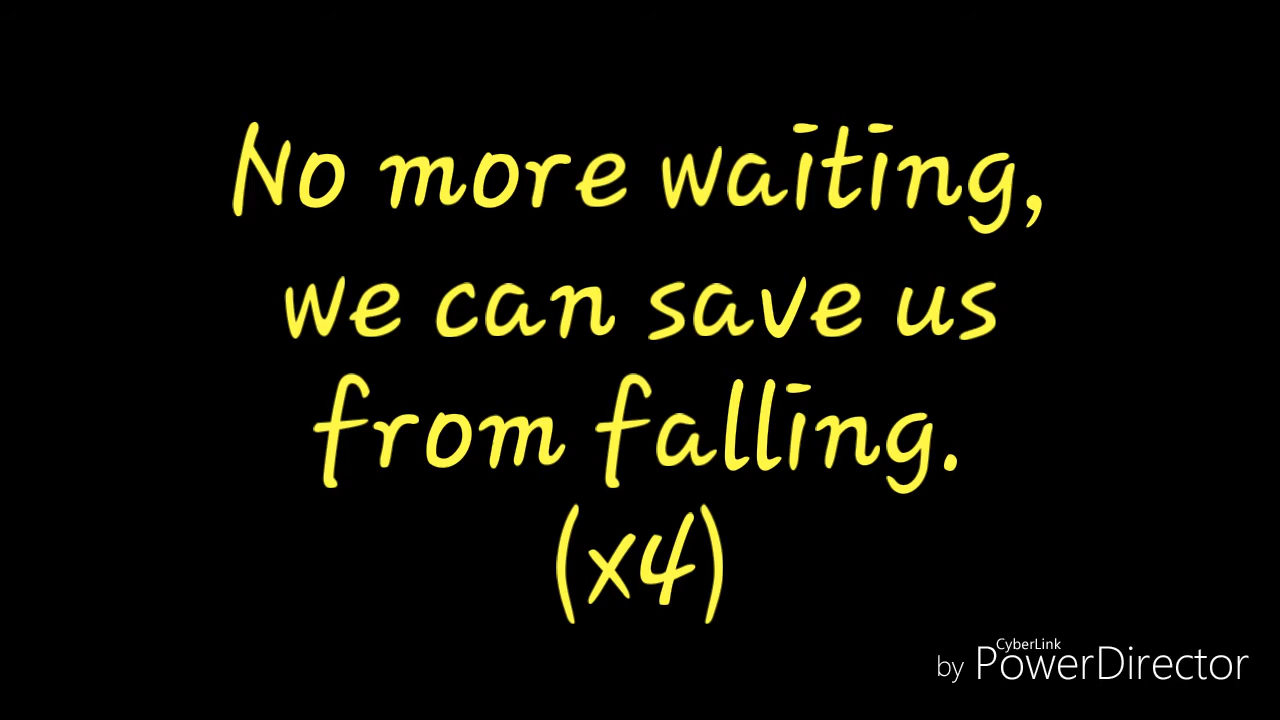 No more waiting,
we can save us
from falling.
(x4)
CyberLink
by PowerDirector